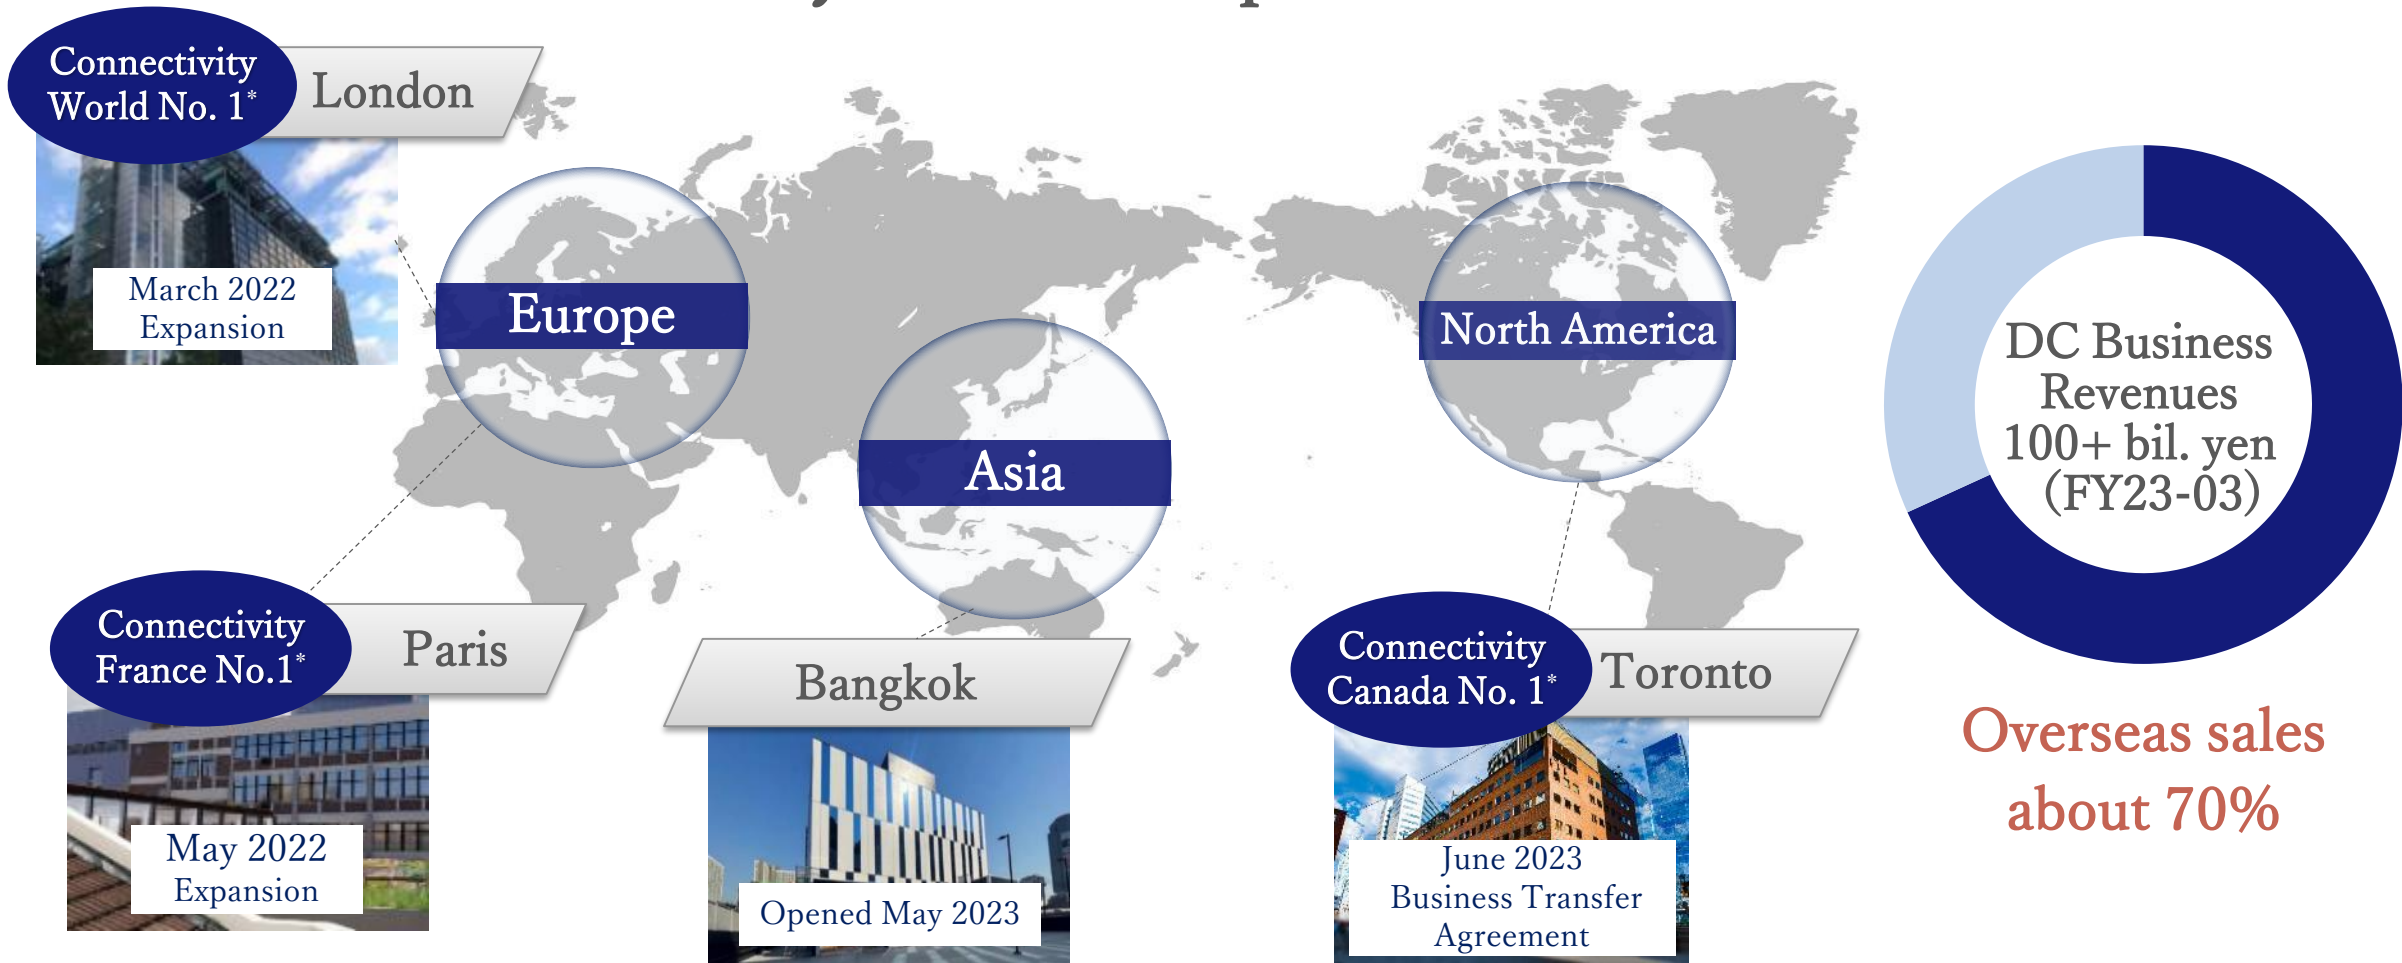 Connectivity
World No. 1*
London
March 2022
Expansion
Europe
Asia
North America
DC Business
Revenues
100+ bil. yen
(FY23-03)
Connectivity
France No.1*
Paris
May 2022
Expansion
Bangkok
Opened May 2023
Connectivity
Canada No. 1*
Toronto
June 2023
Business Transfer
Agreement
Overseas sales
about 70%